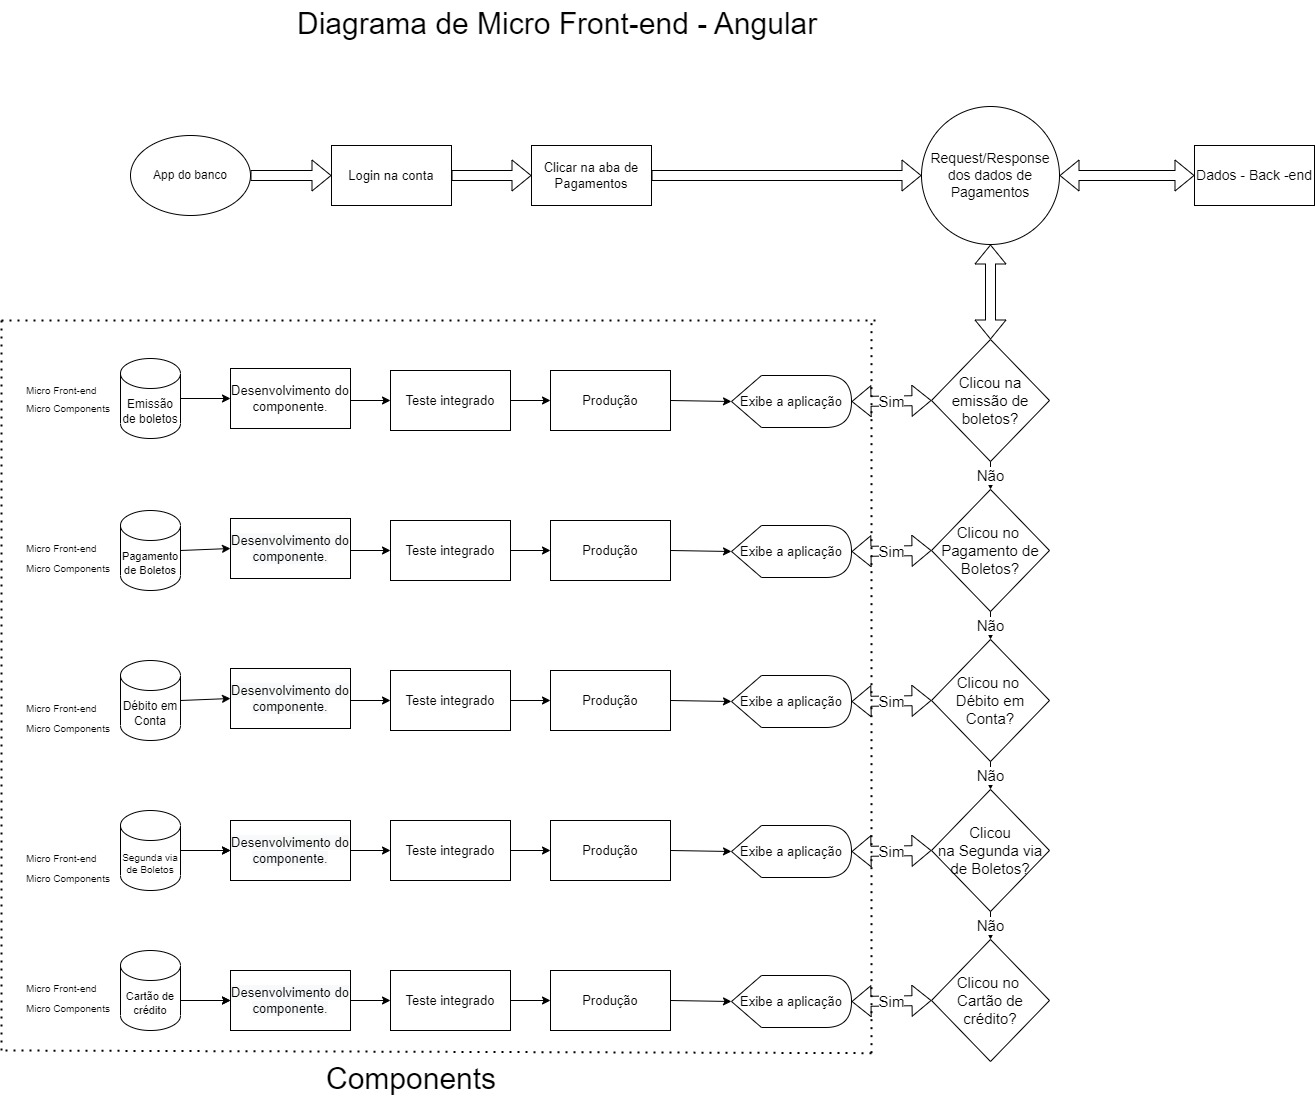 Diagrama de Micro Front-end - Angular
App do banco
Login na conta
Clicar na aba de
Pagamentos
Request/Response
dos dados de
Pagamentos
Dados - Back -end
Micro Front-end
Micro Components
Emissão
de boletos
Desenvolvimento do
componente.
Teste integrado
Produção
Exibe a aplicação
Sim
Clicou na
emissão de
boletos?
Não
Micro Front-end
Micro Components
Pagamento
de Boletos
Desenvolvimento do
componente.
Teste integrado
Produção
Exibe a aplicação
Sim
Clicou no
Pagamento de
Boletos?
Não
Micro Front-end
Micro Components
Débito em
Conta
Desenvolvimento do
componente.
Teste integrado
Produção
Exibe a aplicação
Sim
Clicou no
Débito em
Conta?
Não
Micro Front-end
Micro Components
Segunda via
de Boletos
Desenvolvimento do
componente.
Teste integrado
Produção
Exibe a aplicação
Sim
Clicou
na Segunda via
de Boletos?
Não
Micro Front-end
Micro Components
Cartão de
crédito
Desenvolvimento do
componente.
Teste integrado
Produção
Exibe a aplicação
Sim
Clicou no
Cartão de
crédito?
Components